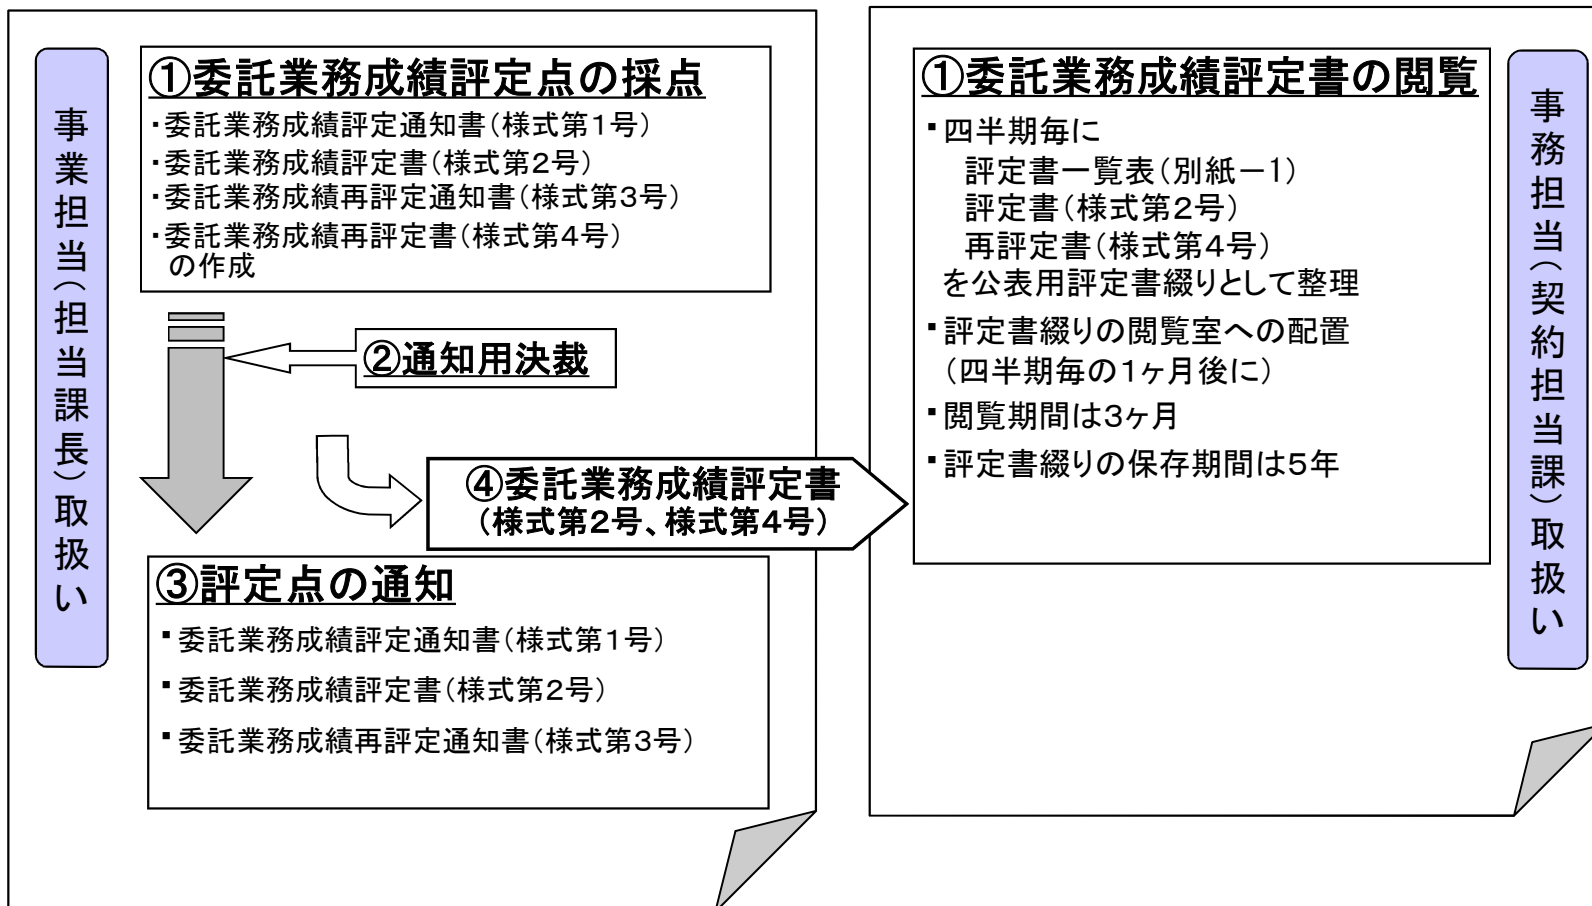 事業担当（担当課長）取扱い
①委託業務成績評定点の採点
・委託業務成績評定通知書（様式第１号）
・委託業務成績評定書（様式第２号）
・委託業務成績再評定通知書（様式第３号）
・委託業務成績再評定書（様式第４号）
の作成
②通知用決裁
④委託業務成績評定書
（様式第２号、様式第４号）
③評定点の通知
▪委託業務成績評定通知書（様式第１号）
▪委託業務成績評定書（様式第２号）
▪委託業務成績再評定通知書（様式第３号）
①委託業務成績評定書の閲覧
▪四半期毎に
評定書一覧表（別紙－１）
評定書（様式第２号）
再評定書（様式第４号）
を公表用評定書綴りとして整理
▪評定書綴りの閲覧室への配置
（四半期毎の１ヶ月後に）
▪閲覧期間は３ヶ月
▪評定書綴りの保存期間は５年
事務担当（契約担当課）取扱い